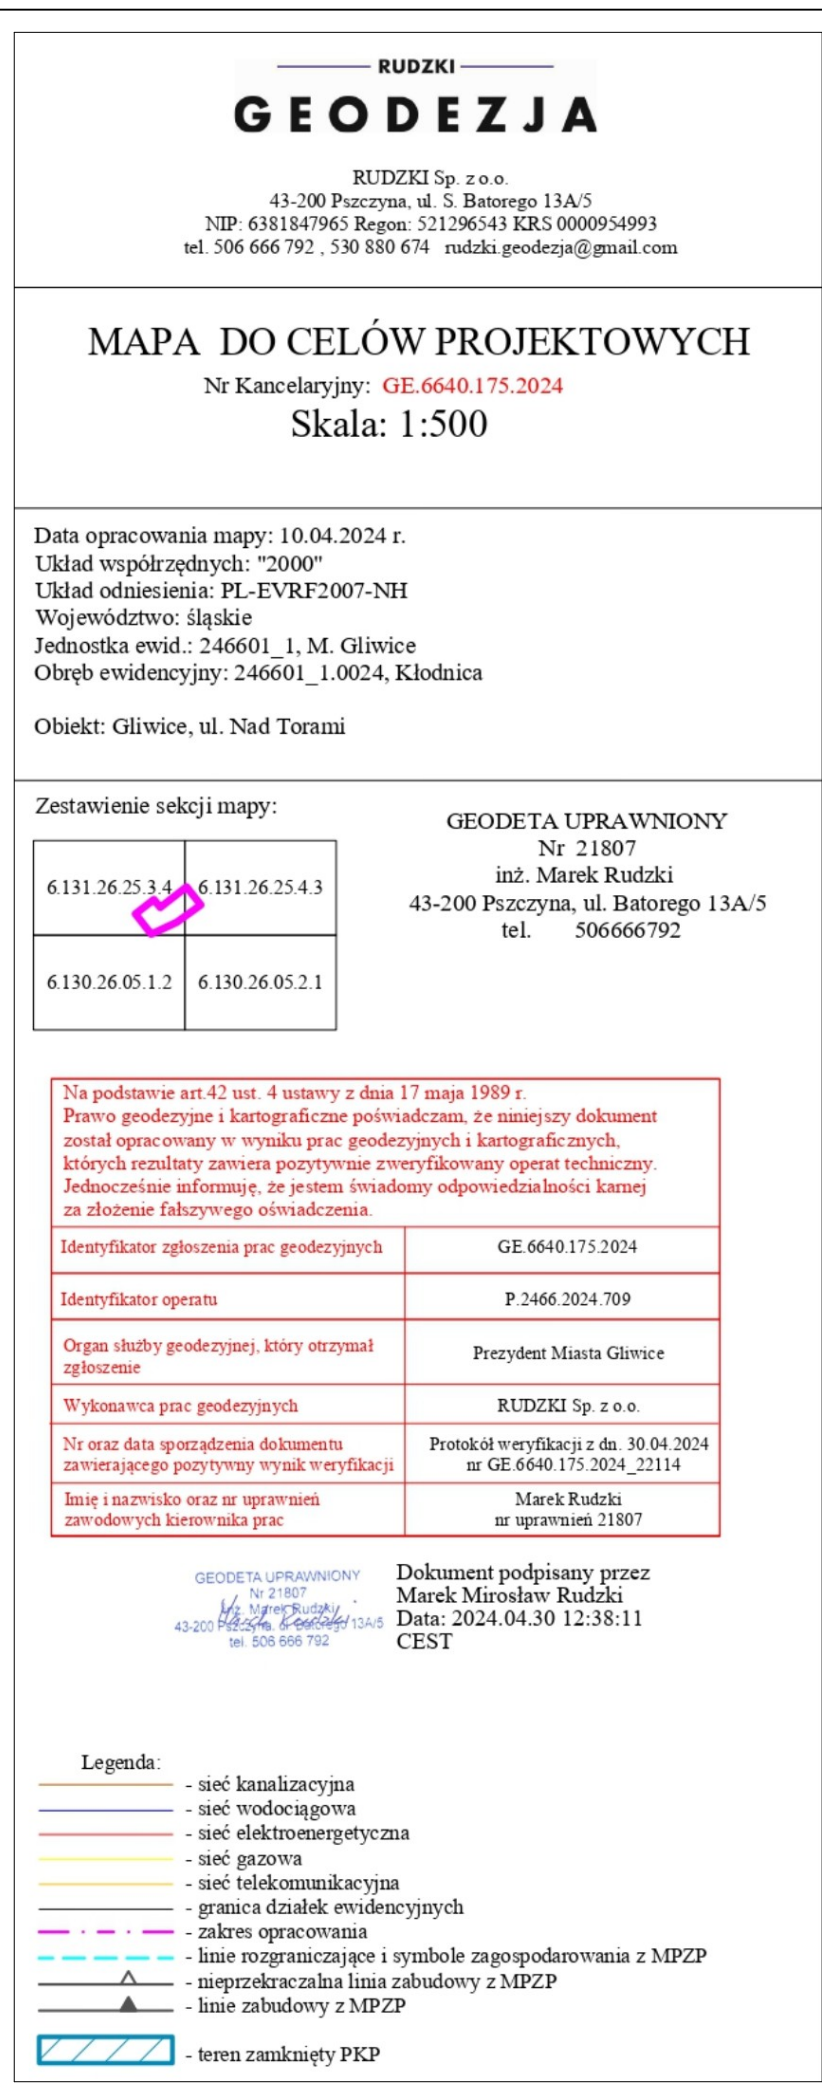 RUDZKI
GEODEZJA
RUDZKI Sp. z o.o.
43-200 Pszczyna, ul. S. Batorego 13A/5
NIP: 6381847965 Regon: 521296543 KRS 0000954993
tel. 506 666 792 , 530 880 674 rudzki.geodezja@gmail.com
MAPA DO CELÓW PROJEKTOWYCH
Nr Kancelaryjny: GE.6640.175.2024
Skala: 1:500
Data opracowania mapy: 10.04.2024 r.
Układ współrzędnych: "2000"
Układ odniesienia: PL-EVRF2007-NH
Województwo: śląskie
Jednostka ewid.: 246601_1, M. Gliwice
Obręb ewidencyjny: 246601_1.0024, Kłodnica
Obiekt: Gliwice, ul. Nad Torami
Zestawienie sekcji mapy:
6.131.26.25.3.4 6.131.26.25.4.3
6.130.26.05.1.2 6.130.26.05.2.1
GEODETA UPRAWNIONY
Nr 21807
inż. Marek Rudzki
43-200 Pszczyna, ul. Batorego 13A/5
tel. 506666792
Na podstawie art.42 ust. 4 ustawy z dnia 17 maja 1989 r.
Prawo geodezyjne i kartograficzne poświadczam, że niniejszy dokument
został opracowany w wyniku prac geodezyjnych i kartograficznych,
których rezultaty zawiera pozytywnie zweryfikowany operat techniczny.
Jednocześnie informuję, że jestem świadomy odpowiedzialności karnej
za złożenie fałszywego oświadczenia.
Identyfikator zgłoszenia prac geodezyjnych GE.6640.175.2024
Identyfikator operatu P.2466.2024.709
Organ służby geodezyjnej, który otrzymał
zgłoszenie
Prezydent Miasta Gliwice
Wykonawca prac geodezyjnych RUDZKI Sp. z o.o.
Nr oraz data sporządzenia dokumentu
zawierającego pozytywny wynik weryfikacji
Protokół weryfikacji z dn. 30.04.2024
nr GE.6640.175.2024_22114
Imię i nazwisko oraz nr uprawnień
zawodowych kierownika prac
Marek Rudzki
nr uprawnień 21807
GEODETA UPRAWNIONY
Nr 21807
inż. Marek Rudzki
43-200 Pszczyna, ul. Batorego 13A/5
tel. 506 666 792
Dokument podpisany przez
Marek Mirosław Rudzki
Data: 2024.04.30 12:38:11
CEST
Legenda:
- sieć kanalizacyjna
- sieć wodociągowa
- sieć elektroenergetyczna
- sieć gazowa
- sieć telekomunikacyjna
- granica działek ewidencyjnych
- zakres opracowania
- linie rozgraniczające i symbole zagospodarowania z MPZP
- nieprzekraczalna linia zabudowy z MPZP
- linie zabudowy z MPZP
- teren zamknięty PKP